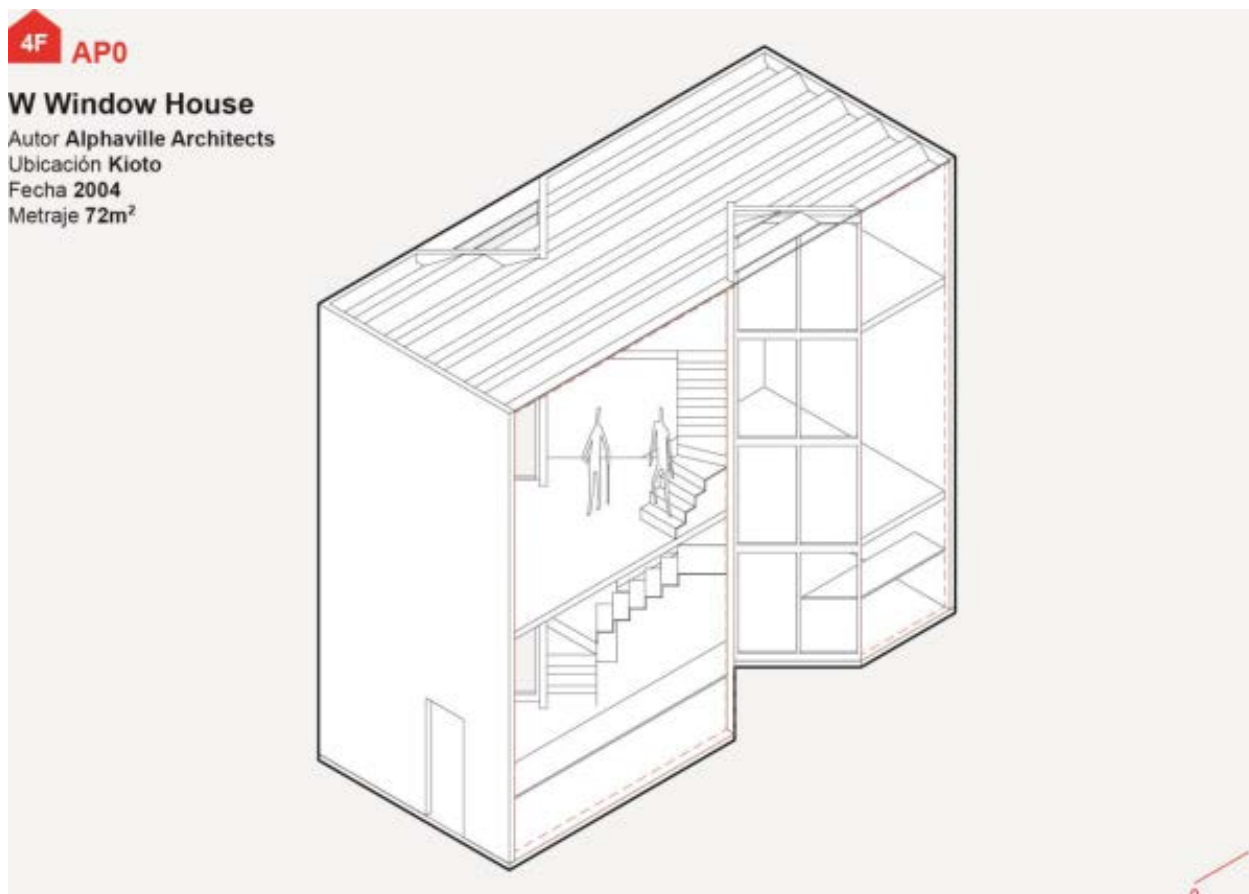 4F AP0
W Window House
Autor Alphaville Architects
Ubicación Kioto
Fecha 2004
Metraje 72m²